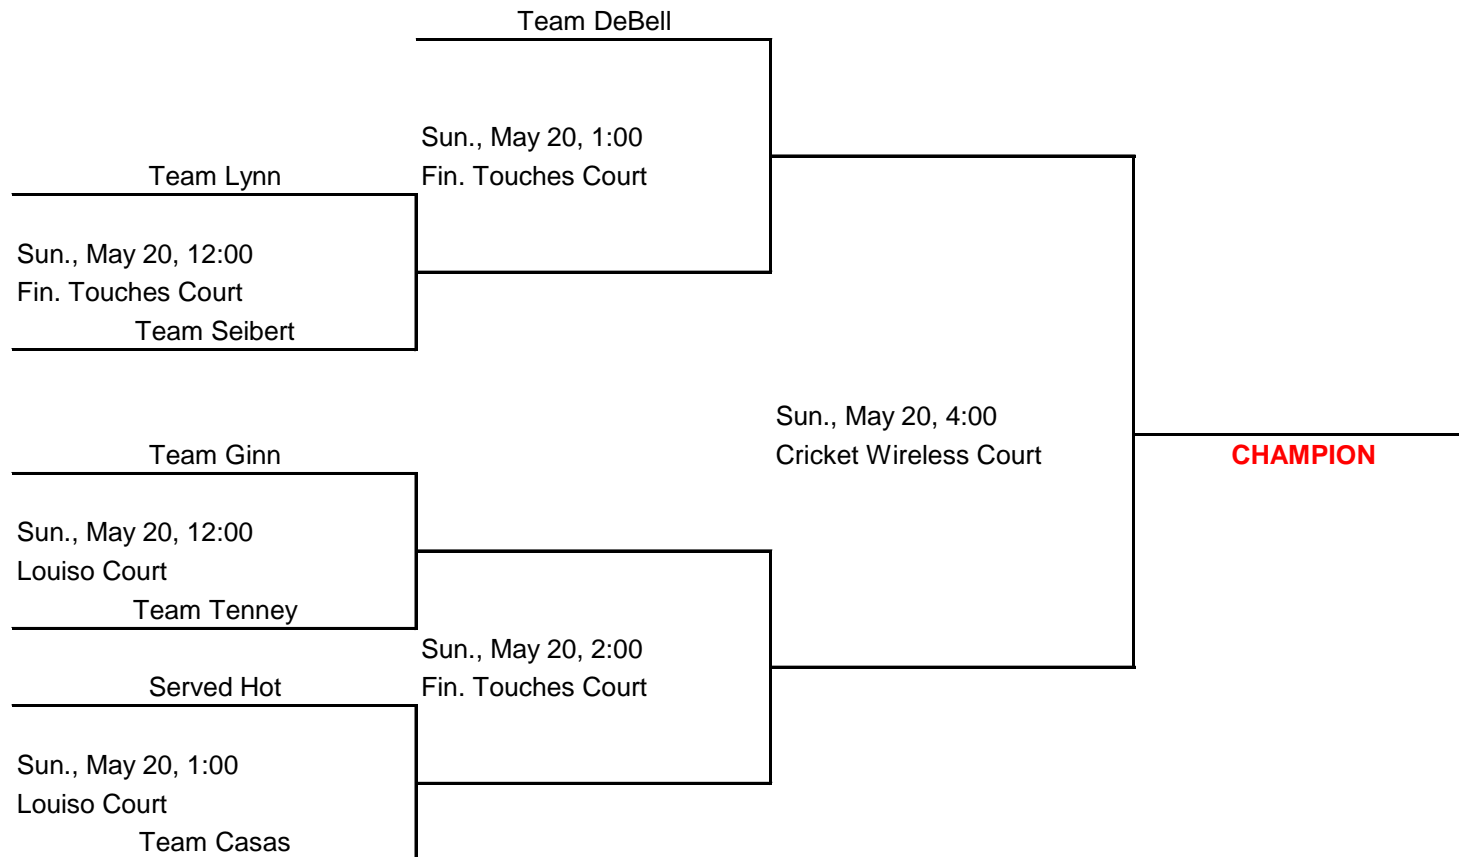 Team DeBell
Sun., May 20, 1:00
Fin. Touches Court
Team Lynn
Sun., May 20, 12:00
Fin. Touches Court
Team Seibert
Sun., May 20, 4:00
Cricket Wireless Court
CHAMPION
Team Ginn
Sun., May 20, 12:00
Louiso Court
Team Tenney
Sun., May 20, 2:00
Fin. Touches Court
Served Hot
Sun., May 20, 1:00
Louiso Court
Team Casas